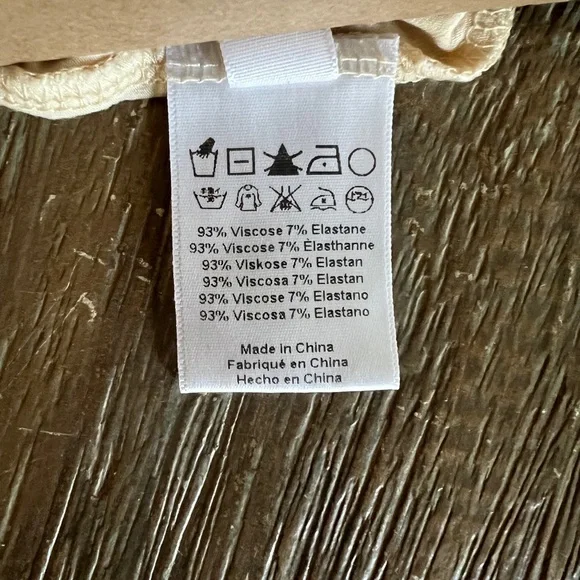 93% Viscose 7% Elastane
93% Viscose 7% Élasthanne
93% Viskose 7% Elastan
93% Viscosa 7% Elastan
93% Viscose 7% Elastano
93% Viscosa 7% Elastano
Made in China
Fabriqué en China
Hecho en China